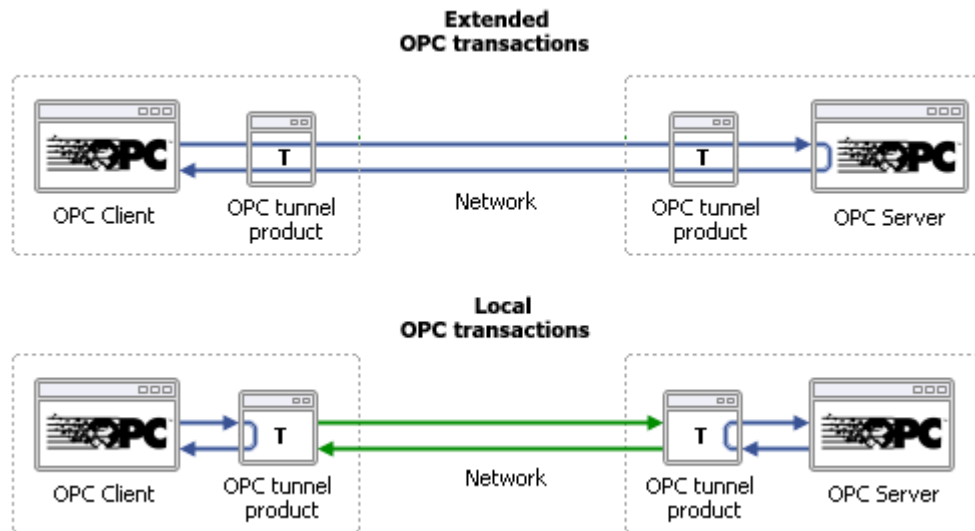 Extended
OPC transactions
OPC
T
T
OPC
OPC Client
OPC tunnel
product
Network
OPC tunnel
product
OPC Server
Local
OPC transactions
OPC
T
T
OPC
OPC Client
OPC tunnel
product
Network
OPC tunnel
product
OPC Server